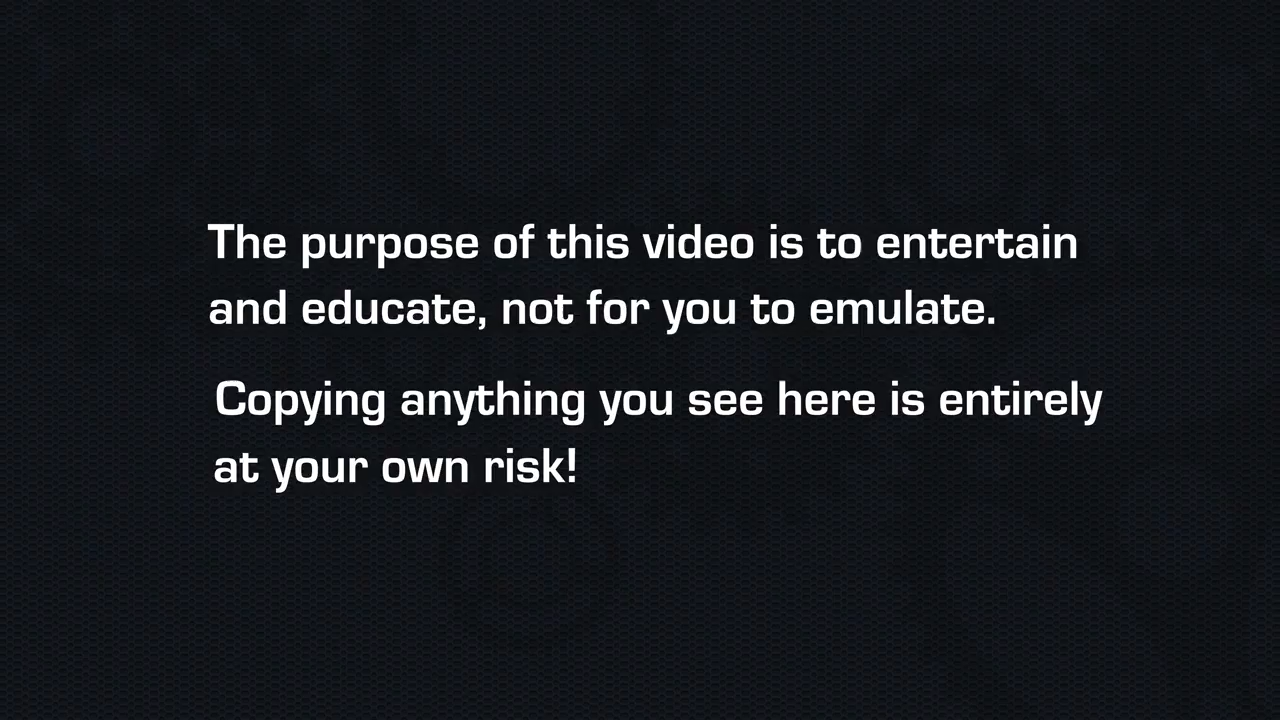 The purpose of this video is to entertain
and educate, not for you to emulate.
Copying anything you see here is entirely
at your own risk!